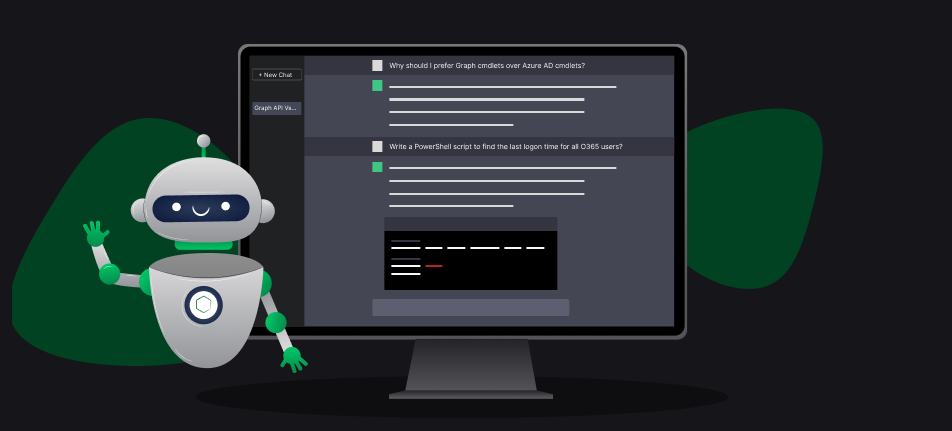 + New Chat
Why should I prefer Graph cmdlets over Azure AD cmdlets?
Graph API Vs...
Write a PowerShell script to find the last logon time for all O365 users?